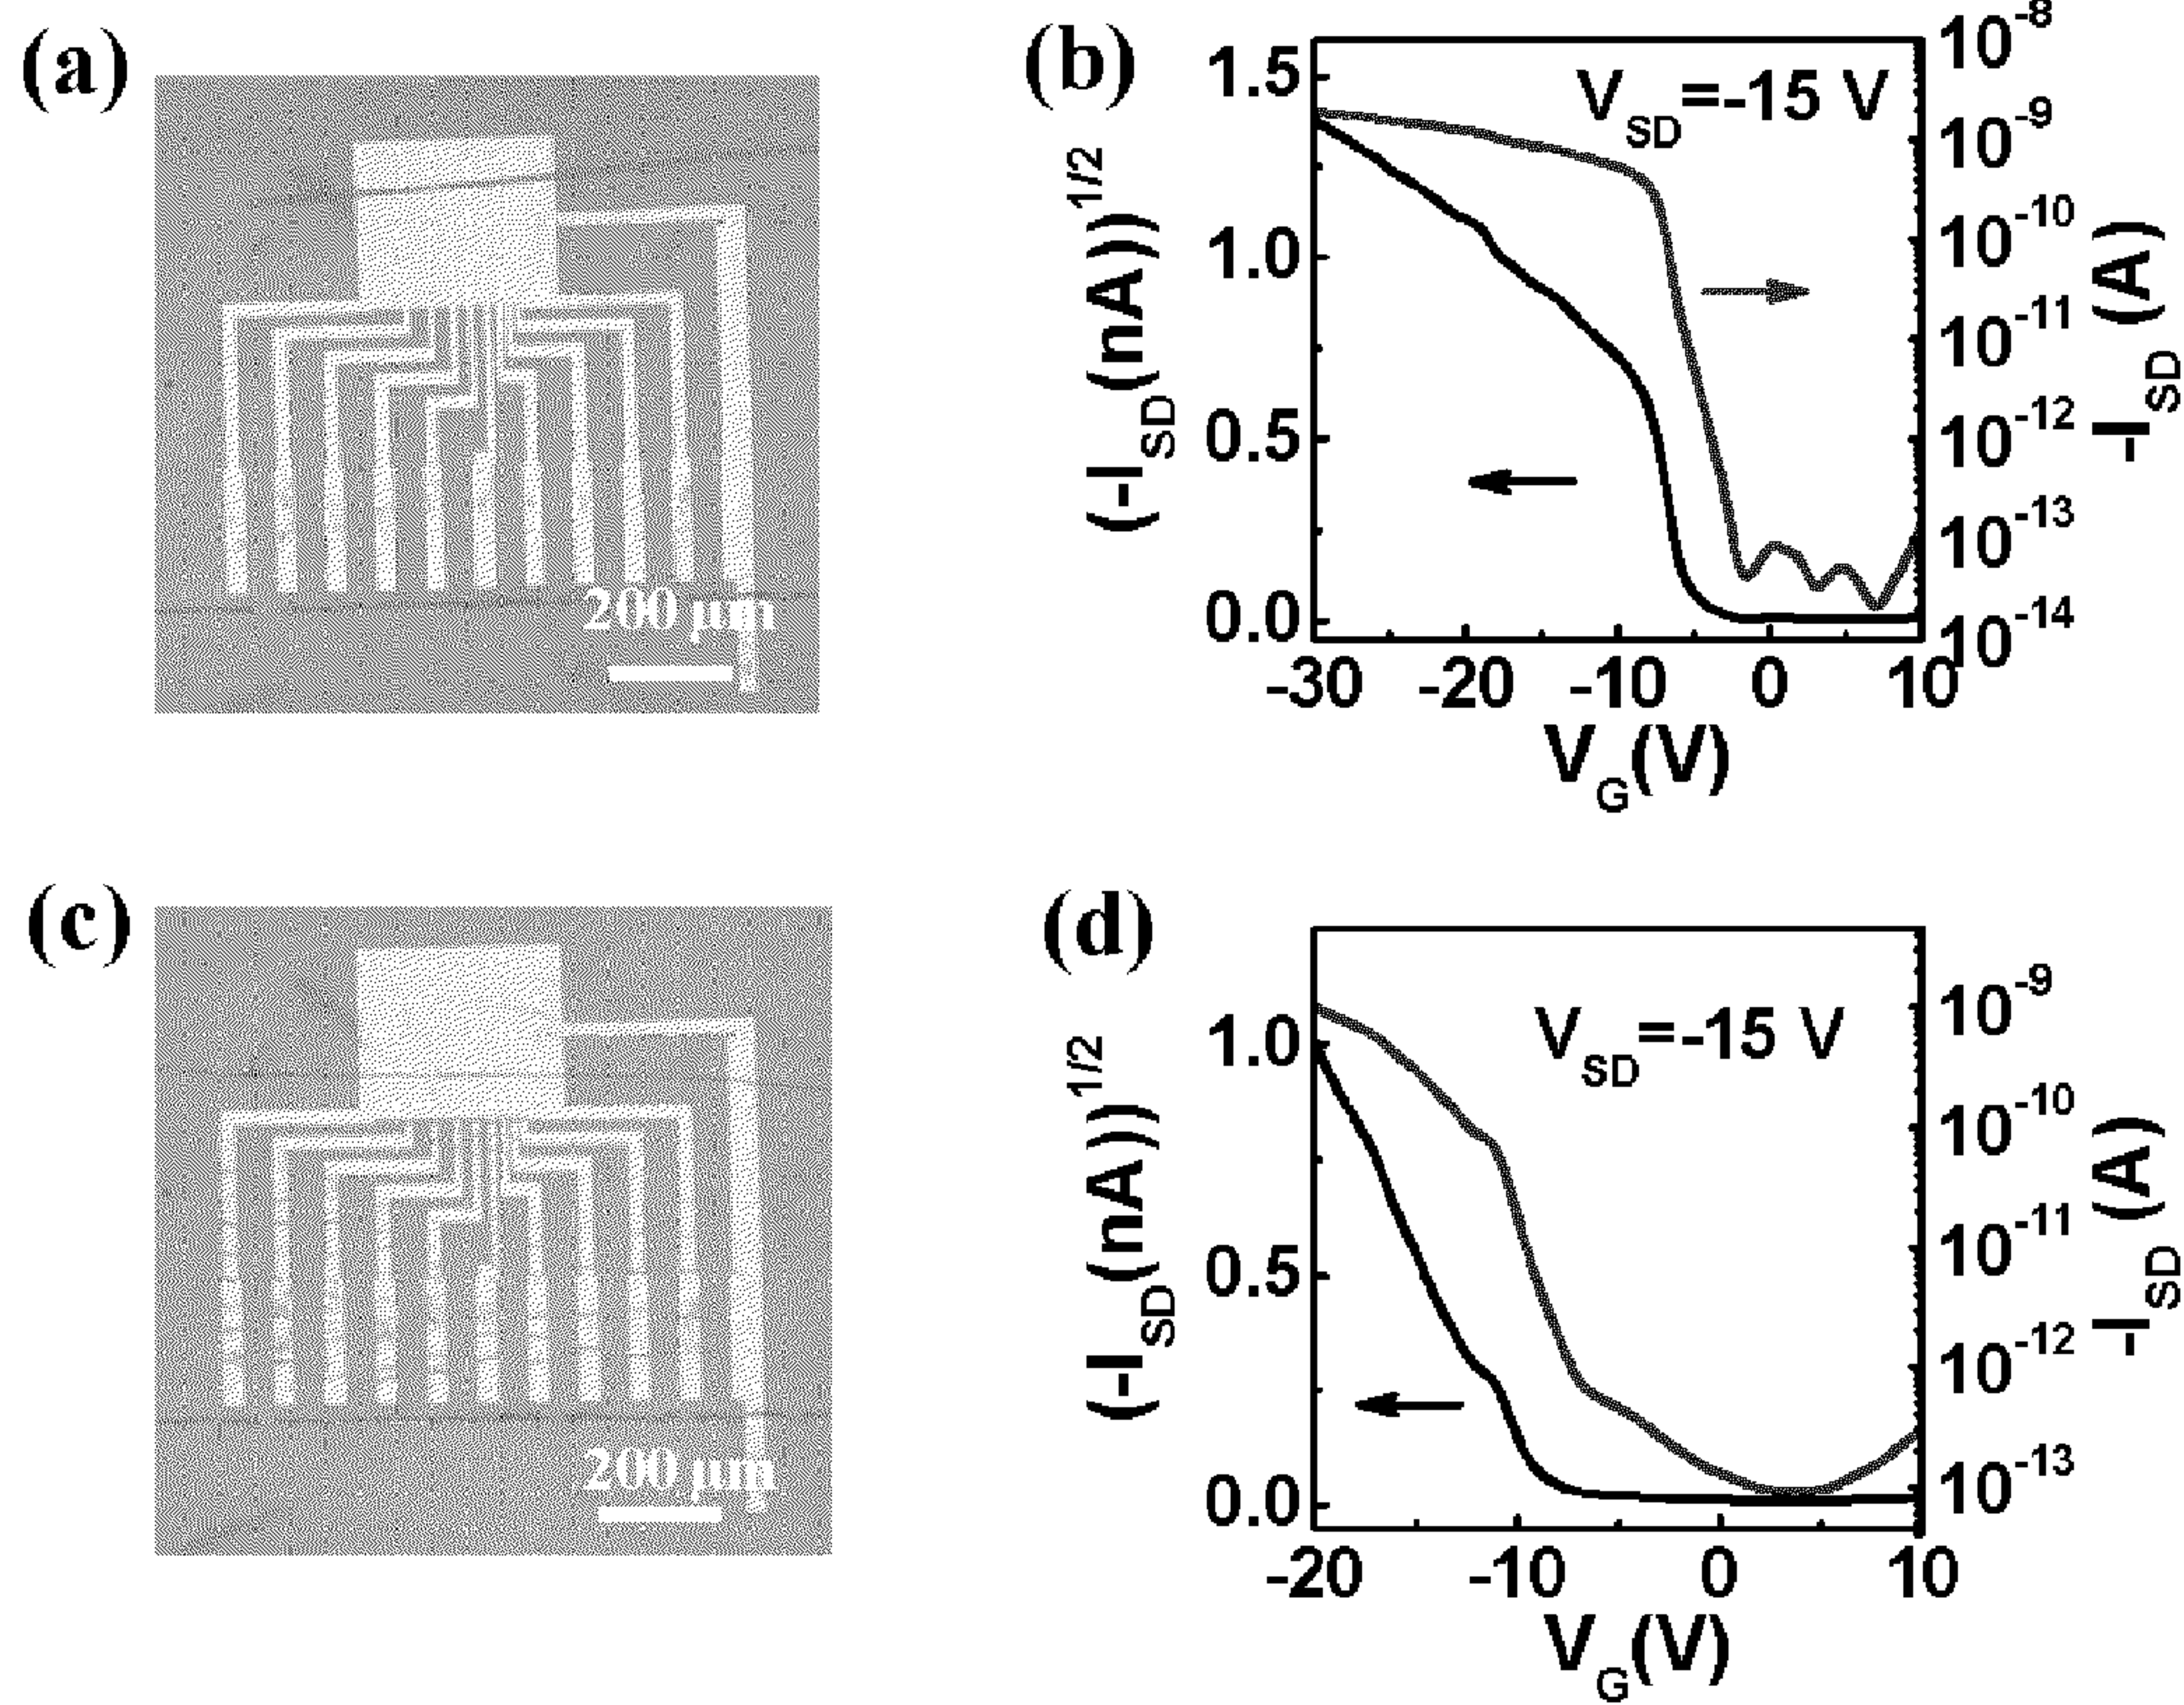 (a)
200 μm
(b)
V_SD=-15 V
(-I_SD(nA))^1/2
1.5
1.0
0.5
0.0
10^-8
10^-9
10^-10
10^-11
10^-12
10^-13
10^-14
-I_SD (A)
-30 -20 -10 0 10
V_G(V)
(c)
200 μm
(d)
V_SD=-15 V
(-I_SD(nA))^1/2
1.0
0.5
0.0
10^-9
10^-10
10^-11
10^-12
10^-13
-I_SD (A)
-20 -10 0 10
V_G(V)